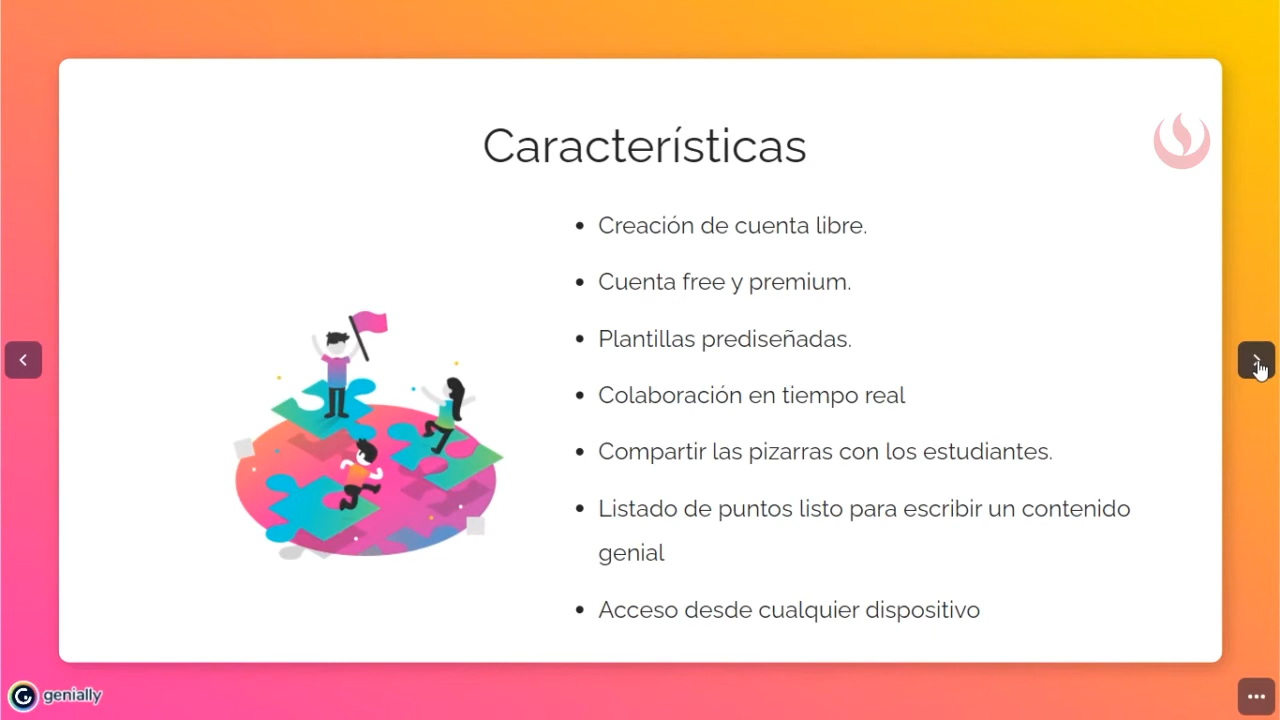 Características
• Creación de cuenta libre.
• Cuenta free y premium.
• Plantillas prediseñadas.
• Colaboración en tiempo real
• Compartir las pizarras con los estudiantes.
• Listado de puntos listo para escribir un contenido
genial
• Acceso desde cualquier dispositivo
genially